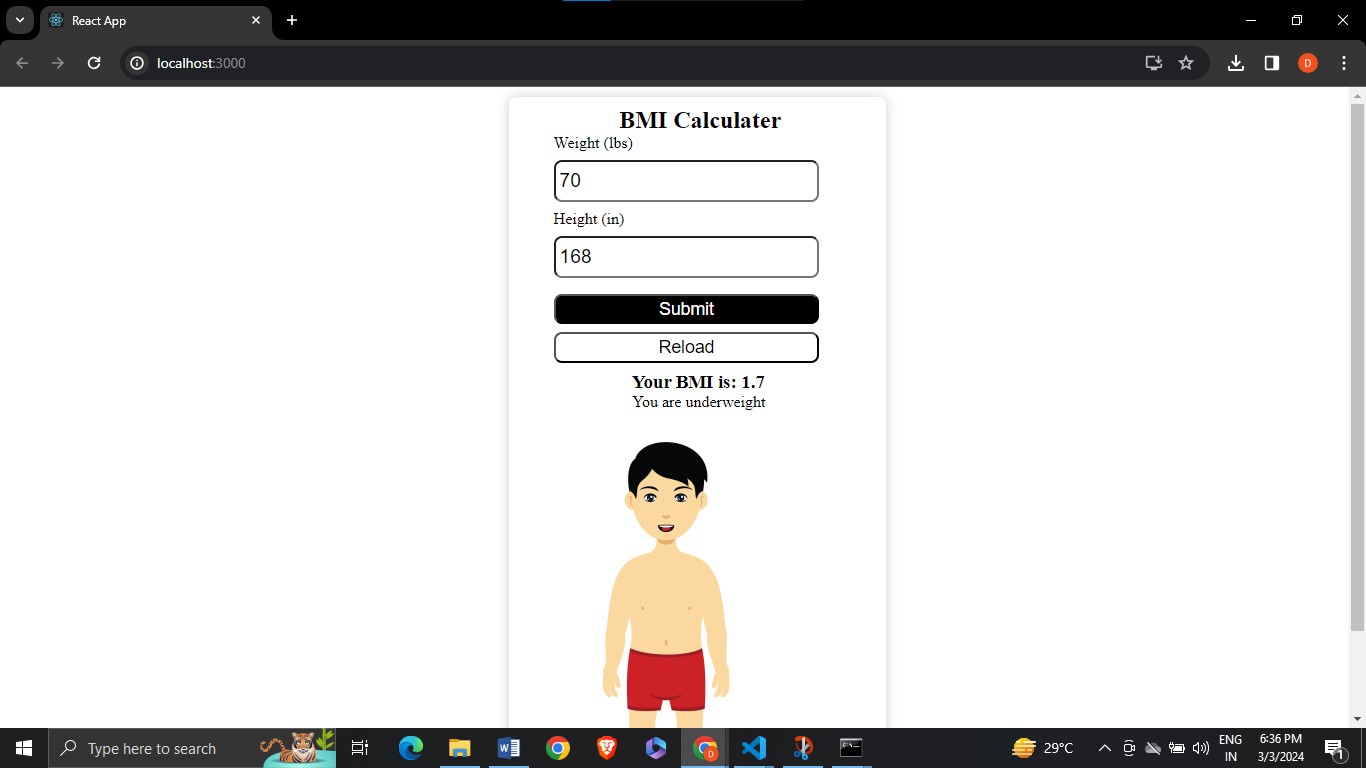 React App
localhost:3000
D
BMI Calculater
Weight (lbs)
70
Height (in)
168
Submit
Reload
Your BMI is: 1.7
You are underweight
Type here to search
W
D
29°C
ENG
IN
6:36 PM
3/3/2024
1